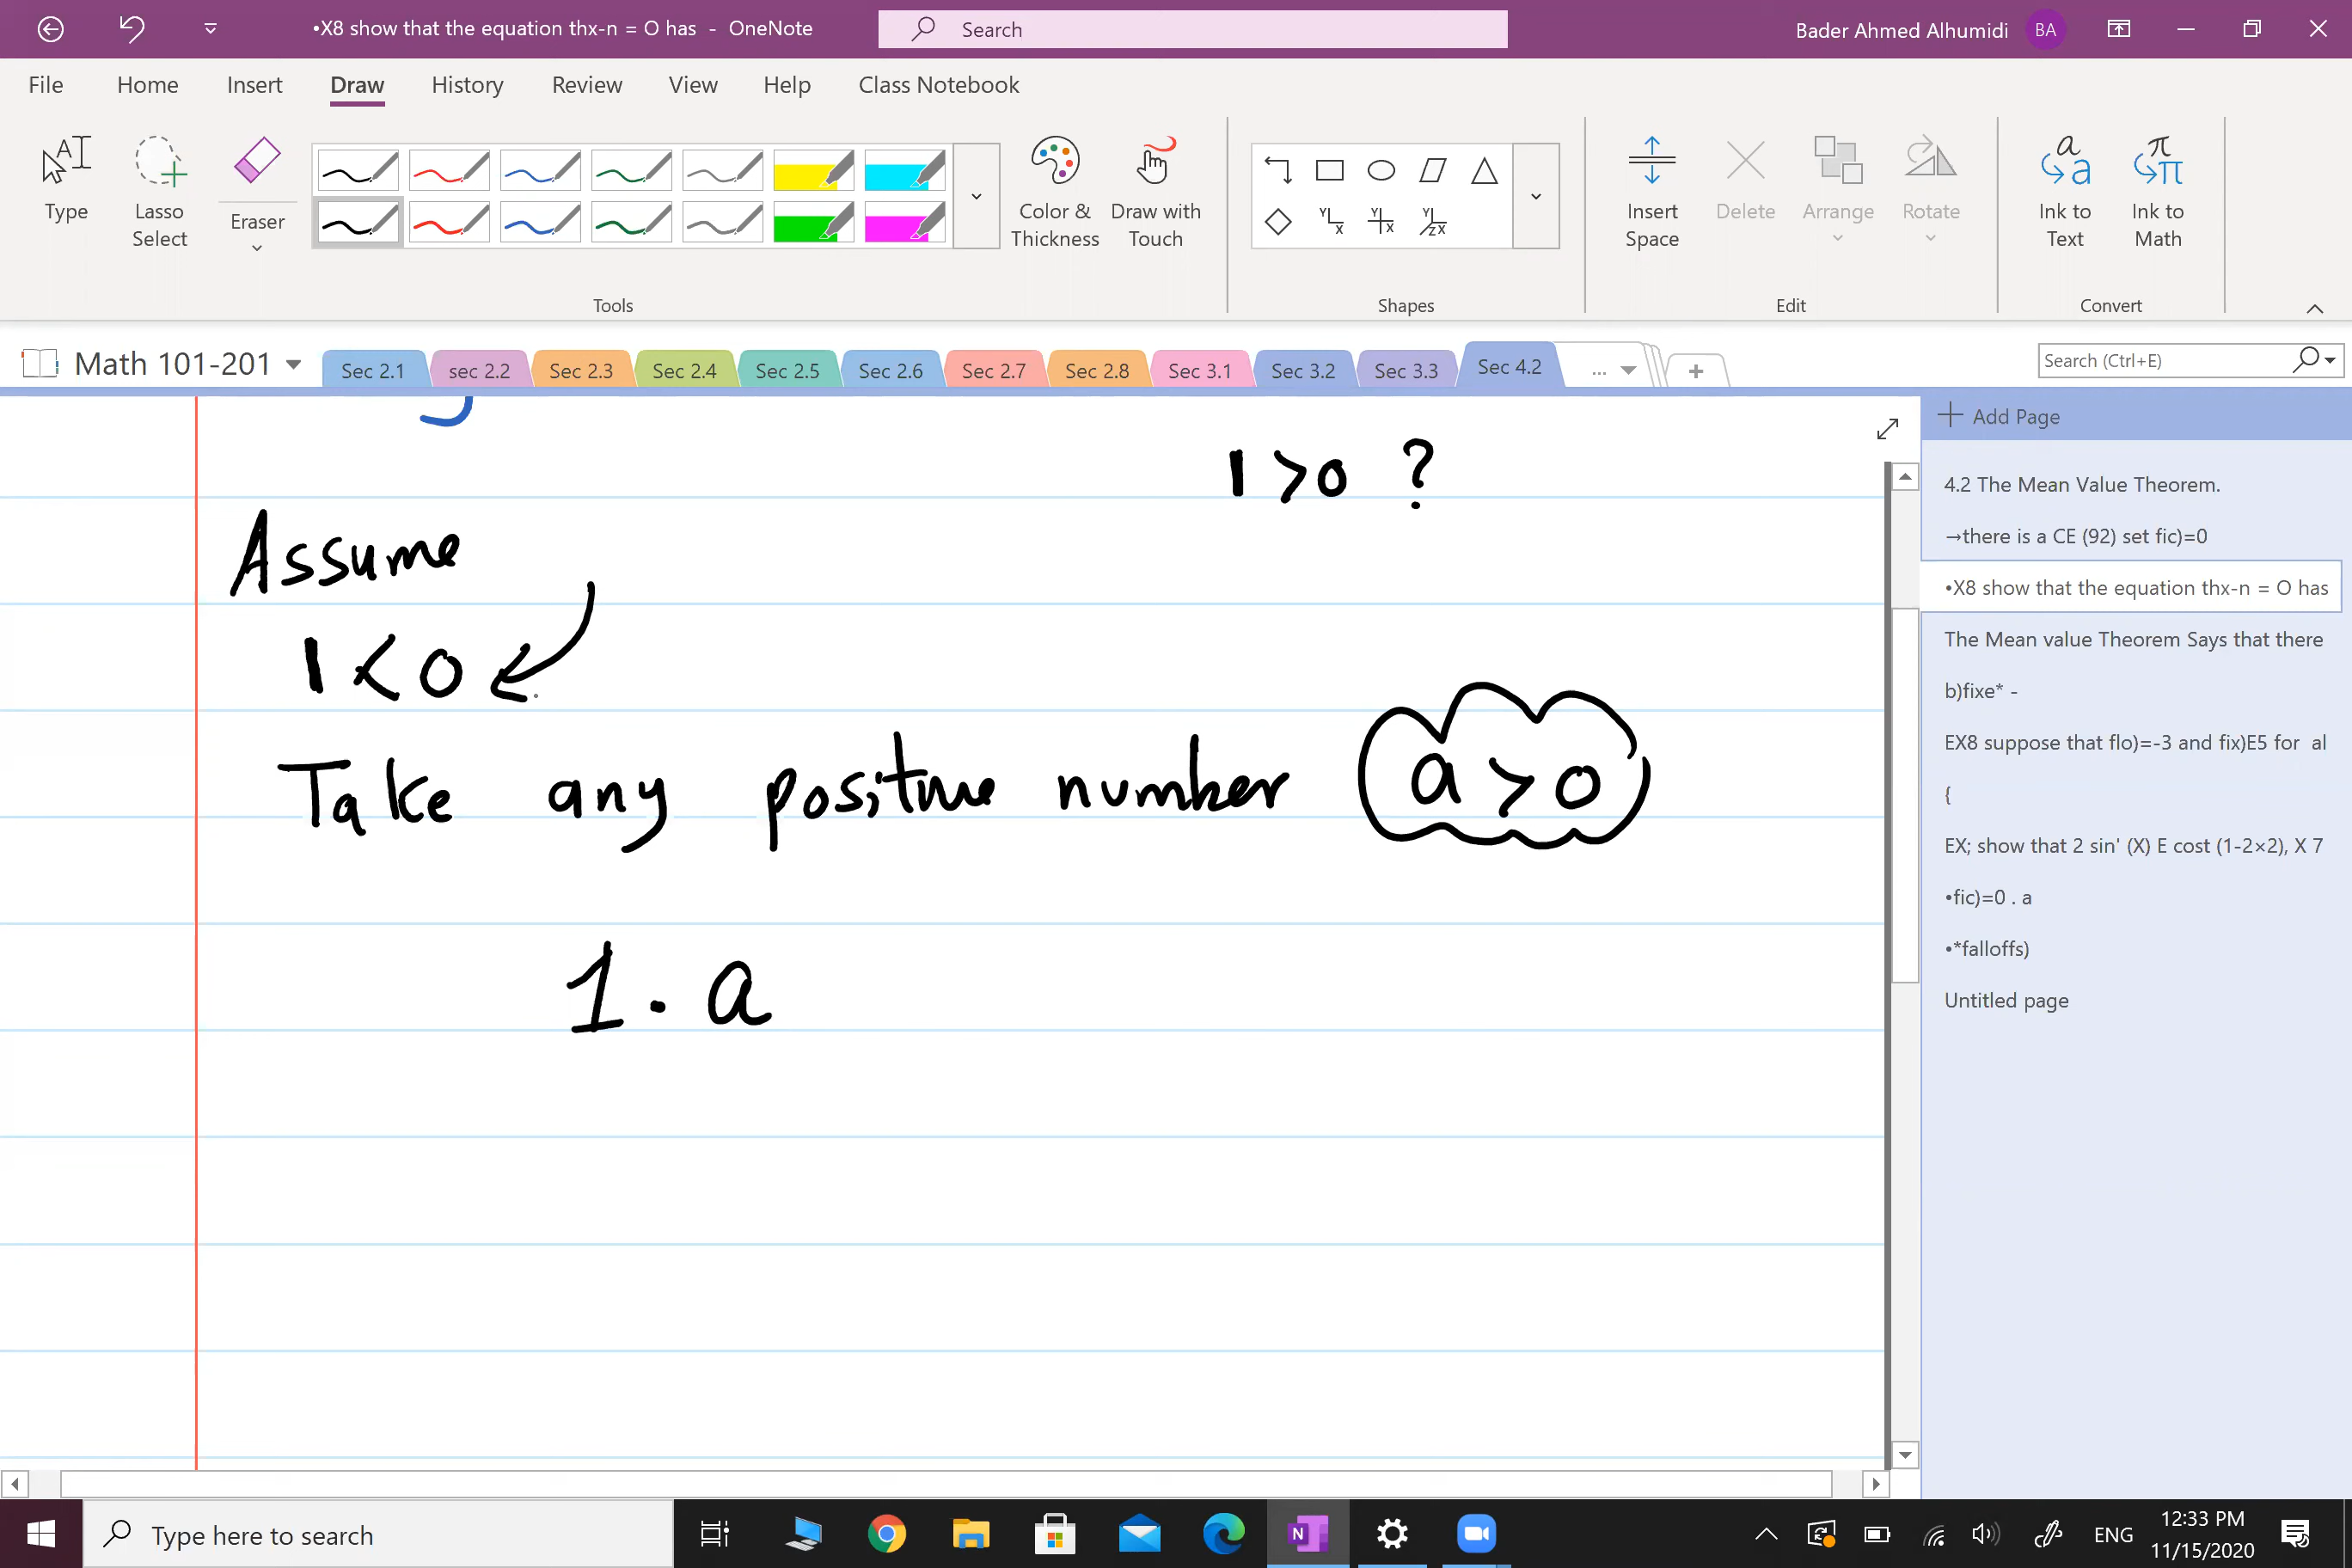 •X8 show that the equation thx-n = O has - OneNote
Search
Bader Ahmed Alhumidi BA
File Home Insert Draw History Review View Help Class Notebook
Type
Lasso Select
Eraser
Color & Thickness
Draw with Touch
Insert Space
Delete
Arrange
Rotate
Ink to Text
Ink to Math
Tools Shapes Edit Convert
Math 101-201 Sec 2.1 sec 2.2 Sec 2.3 Sec 2.4 Sec 2.5 Sec 2.6 Sec 2.7 Sec 2.8 Sec 3.1 Sec 3.2 Sec 3.3 Sec 4.2 ... +
Search (Ctrl+E)
1 > 0 ?
Assume
1 < 0
Take any positive number a > 0
1 . a
Add Page
4.2 The Mean Value Theorem.
→there is a CE (92) set fic)=0
•X8 show that the equation thx-n = O has
The Mean value Theorem Says that there
b)fixe* -
EX8 suppose that flo)=-3 and fix)E5 for al
{
EX; show that 2 sin' (X) E cost (1-2×2), X 7
•fic)=0 . a
•*falloffs)
Untitled page
Type here to search
ENG
12:33 PM
11/15/2020